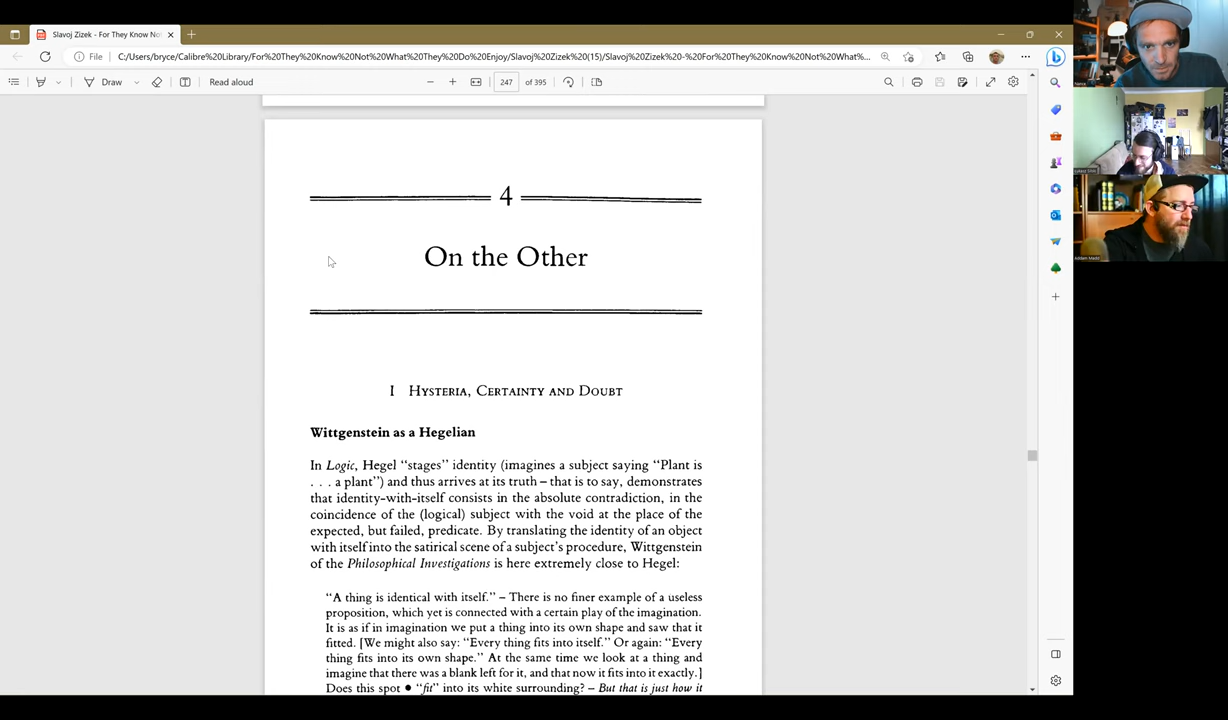 Slavoj Zizek - For They Know No
File
C:/Users/bryce/Calibre%20Library/For%20They%20Know%20Not%20What%20They%20Do%20Enjoy/Slavoj%20Zizek%20(15)/Slavoj%20Zizek%20-%20For%20They%20Know%20Not%20What%...
Draw
Read aloud
247 of 395
4
On the Other
I HYSTERIA, CERTAINTY AND DOUBT
Wittgenstein as a Hegelian
In Logic, Hegel “stages” identity (imagines a subject saying “Plant is
. . . a plant”) and thus arrives at its truth – that is to say, demonstrates
that identity-with-itself consists in the absolute contradiction, in the
coincidence of the (logical) subject with the void at the place of the
expected, but failed, predicate. By translating the identity of an object
with itself into the satirical scene of a subject’s procedure, Wittgenstein
of the Philosophical Investigations is here extremely close to Hegel:
“A thing is identical with itself.” – There is no finer example of a useless
proposition, which yet is connected with a certain play of the imagination.
It is as if in imagination we put a thing into its own shape and saw that it
fitted. [We might also say: “Every thing fits into itself.” Or again: “Every
thing fits into its own shape.” At the same time we look at a thing and
imagine that there was a blank left for it, and that now it fits into it exactly.]
Does this spot ● “fit” into its white surrounding? – But that is just how it